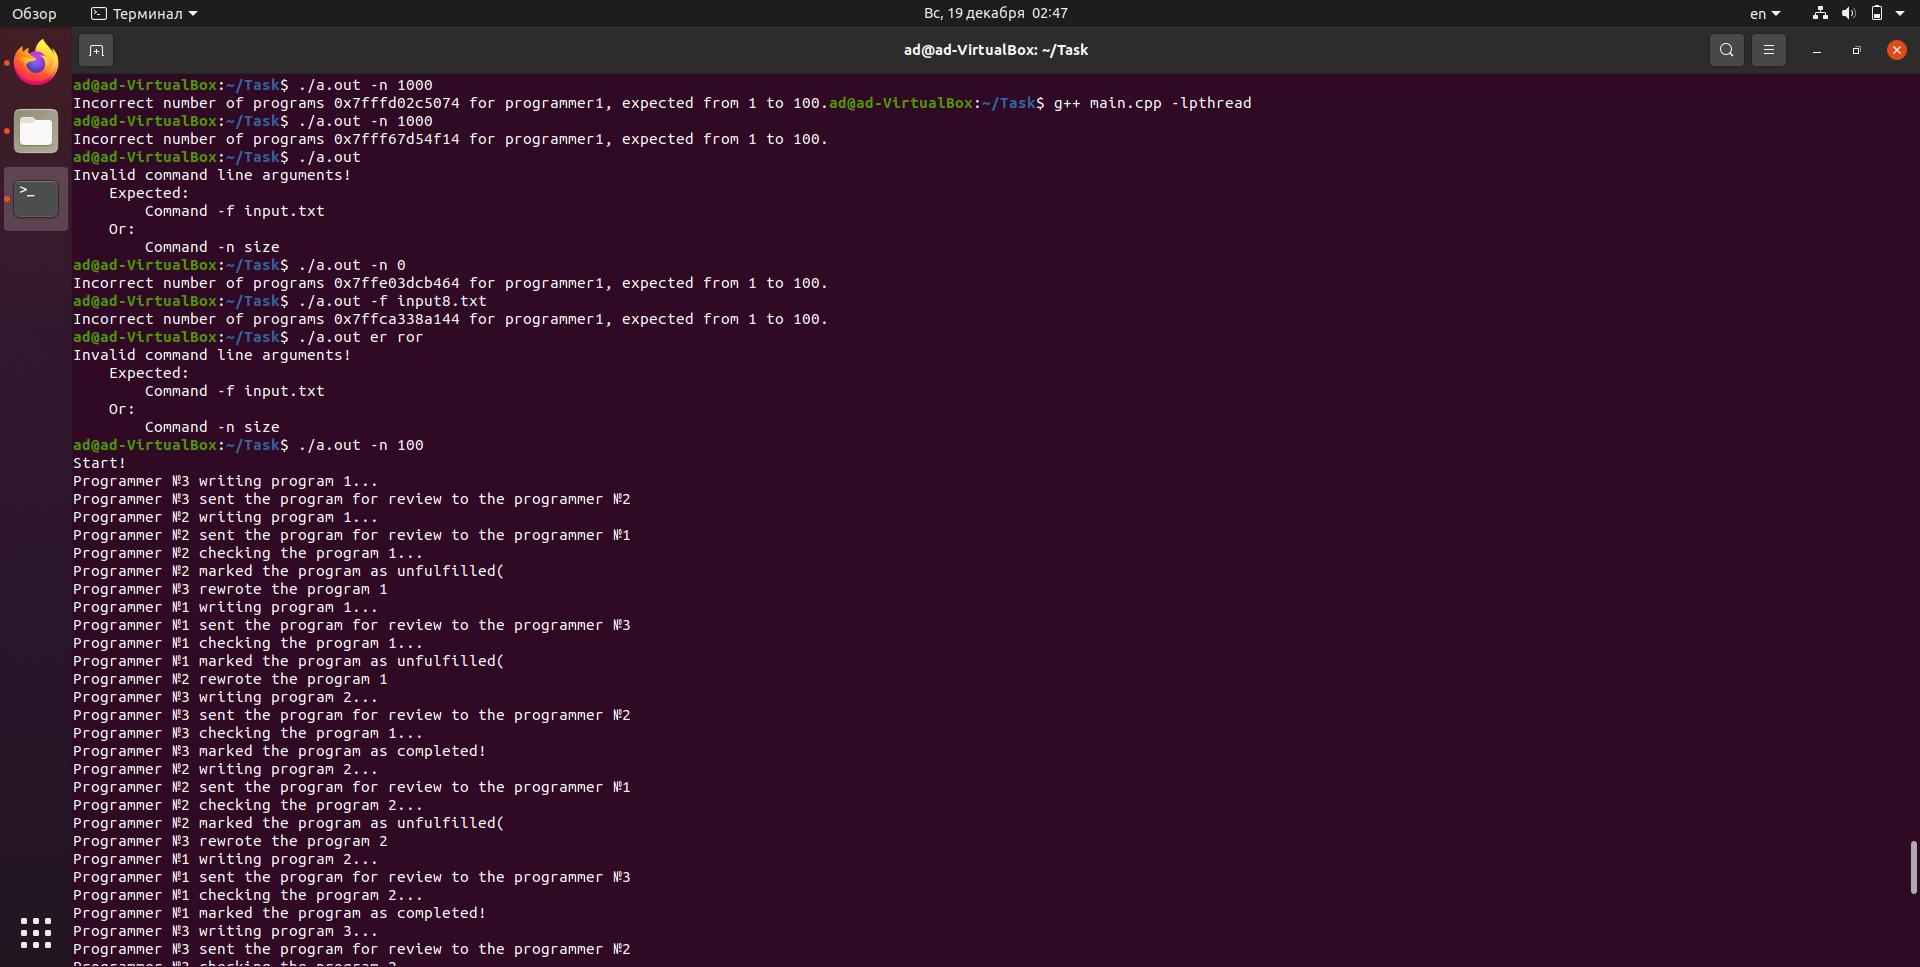 Обзор Терминал Вс, 19 декабря 02:47 en
ad@ad-VirtualBox: ~/Task
ad@ad-VirtualBox:~/Task$ ./a.out -n 1000
Incorrect number of programs 0x7fffd02c5074 for programmer1, expected from 1 to 100.ad@ad-VirtualBox:~/Task$ g++ main.cpp -lpthread
ad@ad-VirtualBox:~/Task$ ./a.out -n 1000
Incorrect number of programs 0x7fff67d54f14 for programmer1, expected from 1 to 100.
ad@ad-VirtualBox:~/Task$ ./a.out
Invalid command line arguments!
    Expected:
        Command -f input.txt
    Or:
        Command -n size
ad@ad-VirtualBox:~/Task$ ./a.out -n 0
Incorrect number of programs 0x7ffe03dcb464 for programmer1, expected from 1 to 100.
ad@ad-VirtualBox:~/Task$ ./a.out -f input8.txt
Incorrect number of programs 0x7ffca338a144 for programmer1, expected from 1 to 100.
ad@ad-VirtualBox:~/Task$ ./a.out er ror
Invalid command line arguments!
    Expected:
        Command -f input.txt
    Or:
        Command -n size
ad@ad-VirtualBox:~/Task$ ./a.out -n 100
Start!
Programmer №3 writing program 1...
Programmer №3 sent the program for review to the programmer №2
Programmer №2 writing program 1...
Programmer №2 sent the program for review to the programmer №1
Programmer №2 checking the program 1...
Programmer №2 marked the program as unfulfilled(
Programmer №3 rewrote the program 1
Programmer №1 writing program 1...
Programmer №1 sent the program for review to the programmer №3
Programmer №1 checking the program 1...
Programmer №1 marked the program as unfulfilled(
Programmer №2 rewrote the program 1
Programmer №3 writing program 2...
Programmer №3 sent the program for review to the programmer №2
Programmer №3 checking the program 1...
Programmer №3 marked the program as completed!
Programmer №2 writing program 2...
Programmer №2 sent the program for review to the programmer №1
Programmer №2 checking the program 2...
Programmer №2 marked the program as unfulfilled(
Programmer №3 rewrote the program 2
Programmer №1 writing program 2...
Programmer №1 sent the program for review to the programmer №3
Programmer №1 checking the program 2...
Programmer №1 marked the program as completed!
Programmer №3 writing program 3...
Programmer №3 sent the program for review to the programmer №2
Programmer №3 checking the program